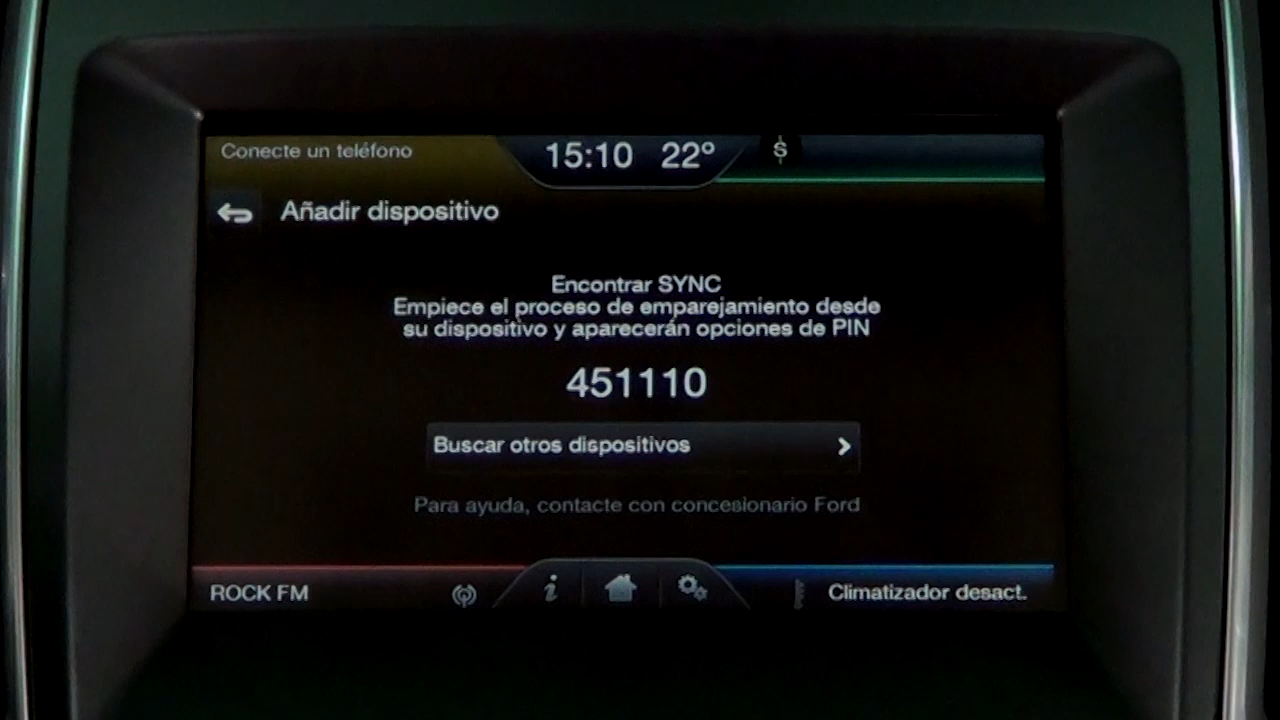 Conecte un teléfono
15:10 22°
S
Añadir dispositivo
Encontrar SYNC
Empiece el proceso de emparejamiento desde
su dispositivo y aparecerán opciones de PIN
451110
Buscar otros dispositivos
Para ayuda, contacte con concesionario Ford
ROCK FM
i
Climatizador desact.